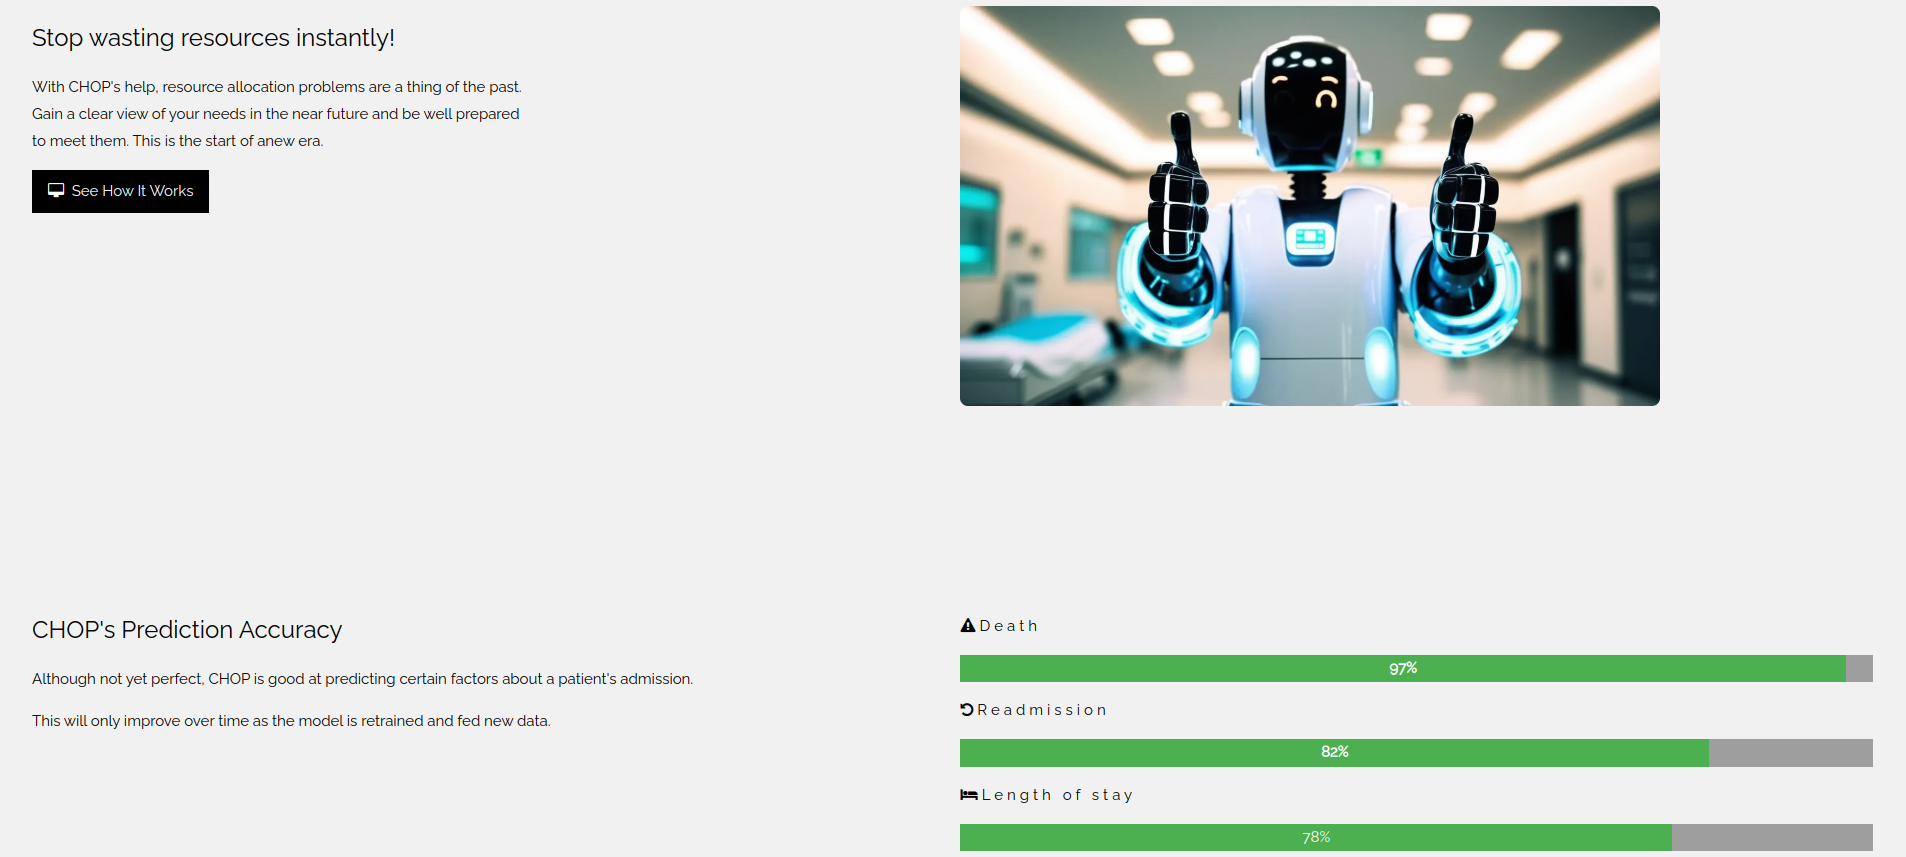 Stop wasting resources instantly!
With CHOP's help, resource allocation problems are a thing of the past.
Gain a clear view of your needs in the near future and be well prepared
to meet them. This is the start of anew era.
See How It Works
CHOP's Prediction Accuracy
Although not yet perfect, CHOP is good at predicting certain factors about a patient's admission.
This will only improve over time as the model is retrained and fed new data.
Death
97%
Readmission
82%
Length of stay
78%